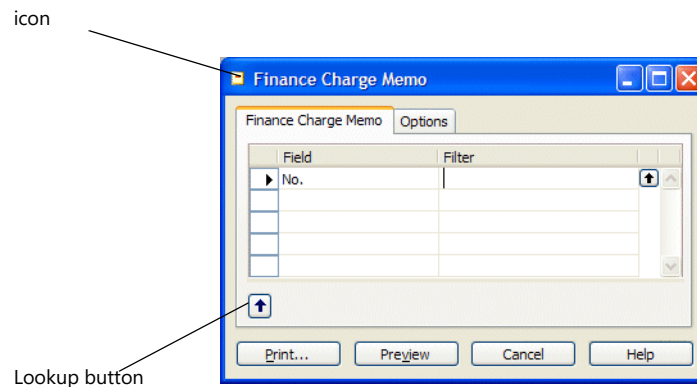 icon
Finance Charge Memo
Finance Charge Memo Options
Field Filter
No.
Print... Preview Cancel Help
Lookup button